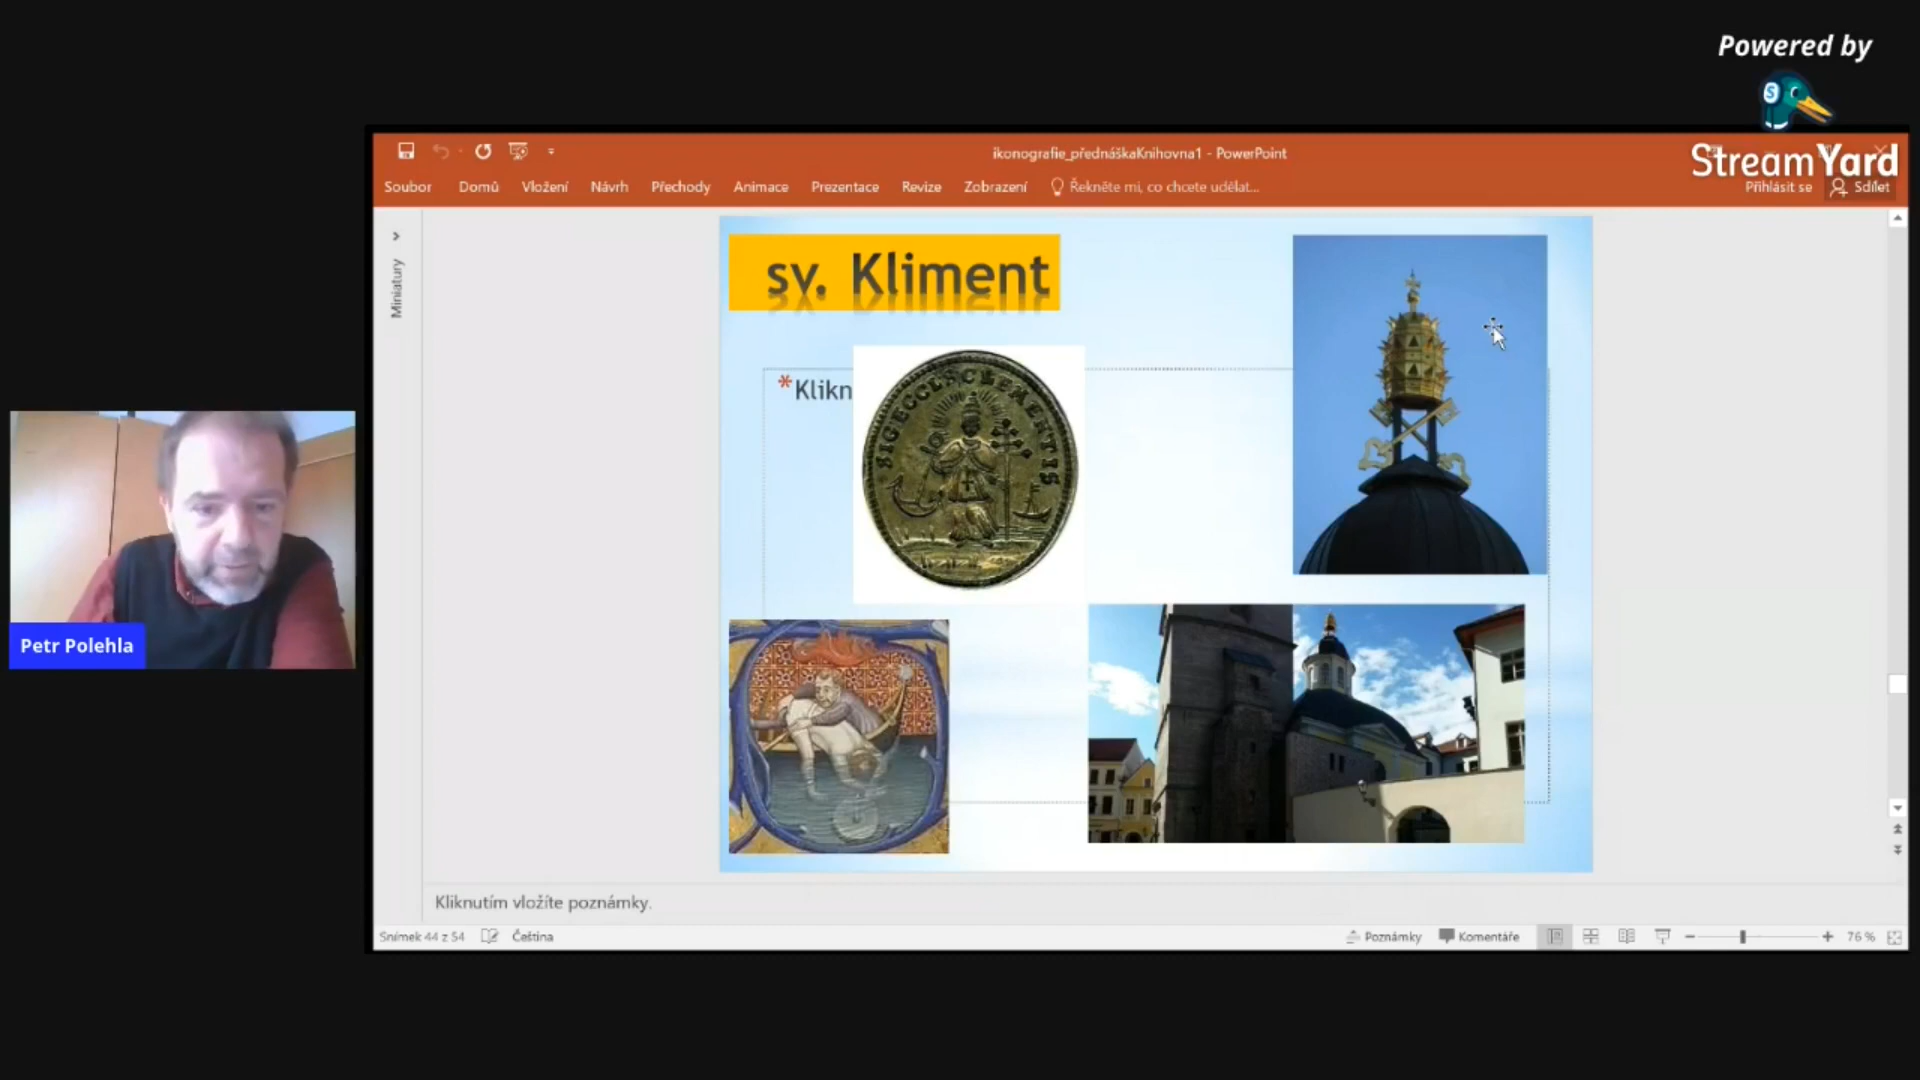 Powered by
StreamYard
ikonografie_přednáškaKnihovna1 - PowerPoint
Soubor Domů Vložení Návrh Přechody Animace Prezentace Revize Zobrazení Řekněte mi, co chcete udělat... Přihlásit se Sdílet
Miniatury
sv. Kliment
*Klikn
SIG ECCL S CLEMENTIS
Petr Polehla
Kliknutím vložíte poznámky.
Snímek 44 z 54 Čeština Poznámky Komentáře 76 %